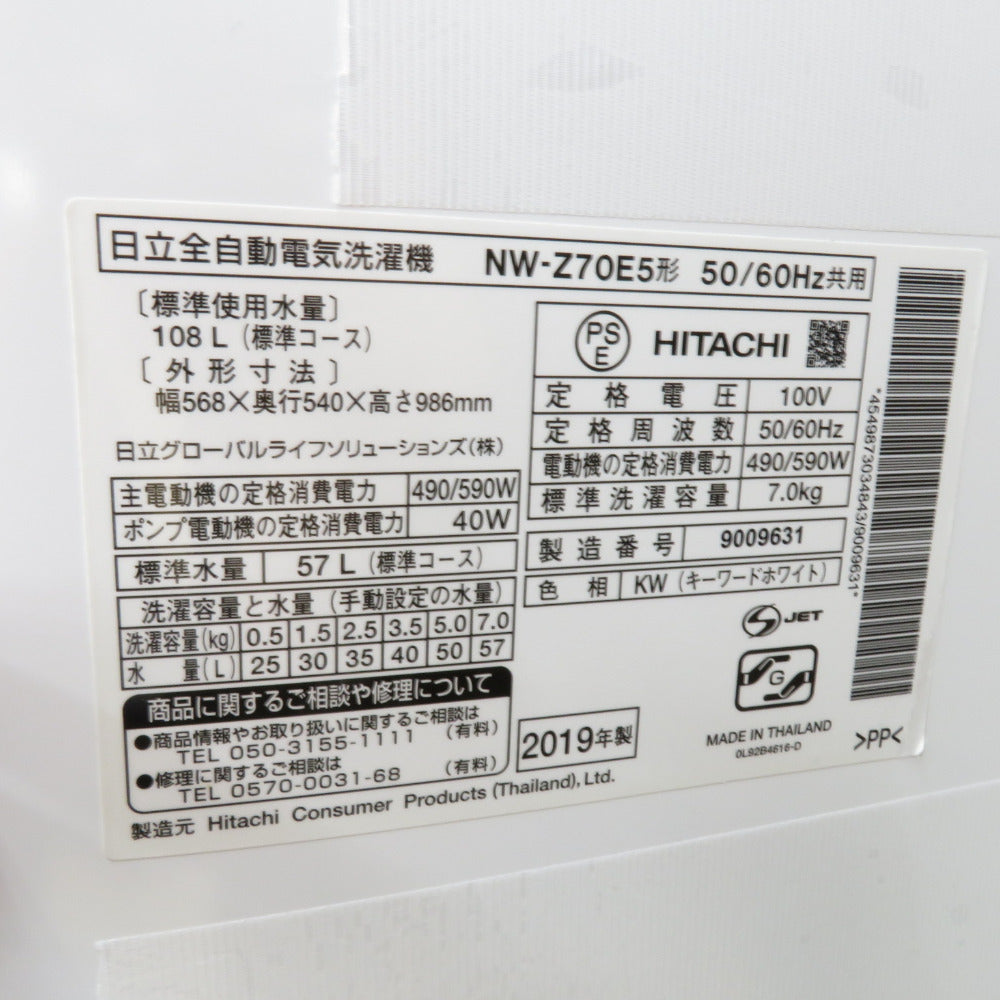 日立全自動電気洗濯機 NW-Z70E5形 50/60Hz共用
〔標準使用水量〕
108 L (標準コース)
〔外形寸法〕
幅568×奥行540×高さ986mm
日立グローバルライフソリューションズ(株)
主電動機の定格消費電力 490/590W
ポンプ電動機の定格消費電力 40W
標準水量 57 L (標準コース)
洗濯容量と水量 (手動設定の水量)
洗濯容量(kg) 0.5 1.5 2.5 3.5 5.0 7.0
水量(L) 25 30 35 40 50 57
商品に関するご相談や修理について
●商品情報やお取り扱いに関するご相談は
TEL 050-3155-1111 (有料)
●修理に関するご相談は
TEL 0570-0031-68 (有料)
製造元 Hitachi Consumer Products (Thailand), Ltd.
PSE HITACHI
定格電圧 100V
定格周波数 50/60Hz
電動機の定格消費電力 490/590W
標準洗濯容量 7.0kg
製造番号 9009631
色相 KW (キーワードホワイト)
S JET
G
2019年製
MADE IN THAILAND
0L92B4616-D
>PP<
*4549873034843/9009631*